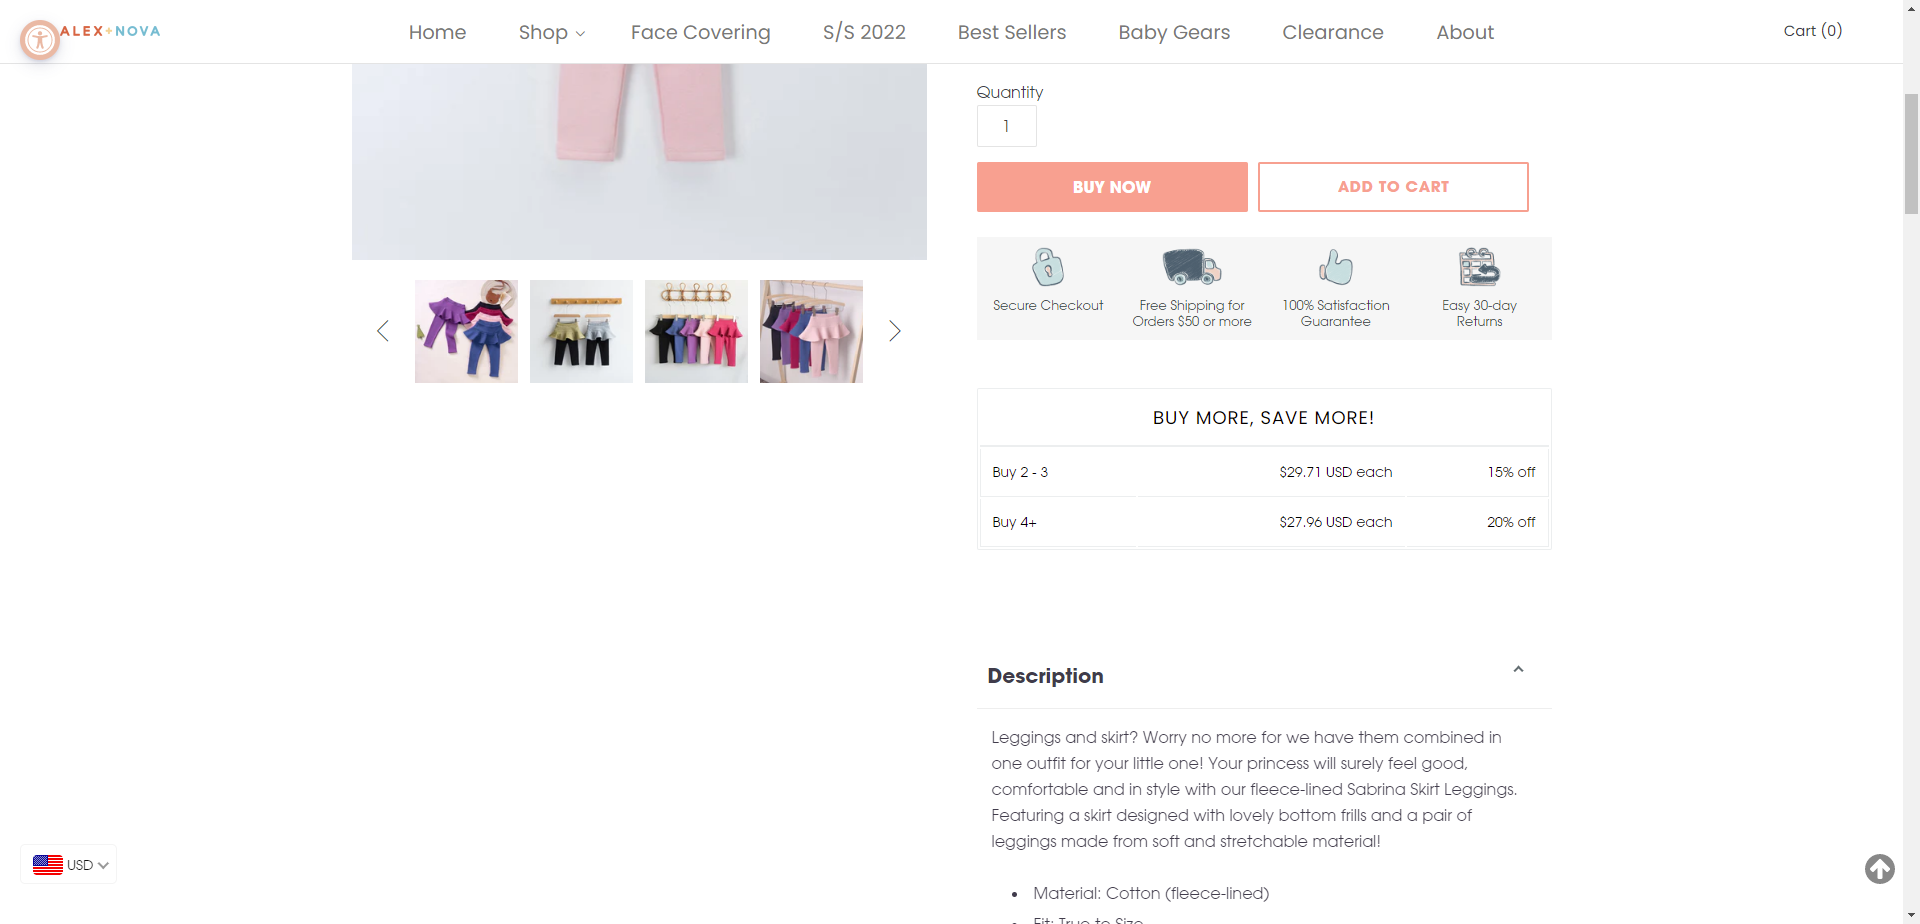 ALEX+NOVA
Home
Shop
Face Covering
S/S 2022
Best Sellers
Baby Gears
Clearance
About
Cart (0)
Quantity
1
BUY NOW
ADD TO CART
Secure Checkout
Free Shipping for
Orders $50 or more
100% Satisfaction
Guarantee
Easy 30-day
Returns
BUY MORE, SAVE MORE!
Buy 2 - 3 $29.71 USD each 15% off
Buy 4+ $27.96 USD each 20% off
Description
Leggings and skirt? Worry no more for we have them combined in
one outfit for your little one! Your princess will surely feel good,
comfortable and in style with our fleece-lined Sabrina Skirt Leggings.
Featuring a skirt designed with lovely bottom frills and a pair of
leggings made from soft and stretchable material!
• Material: Cotton (fleece-lined)
• Fit: True to Size
USD